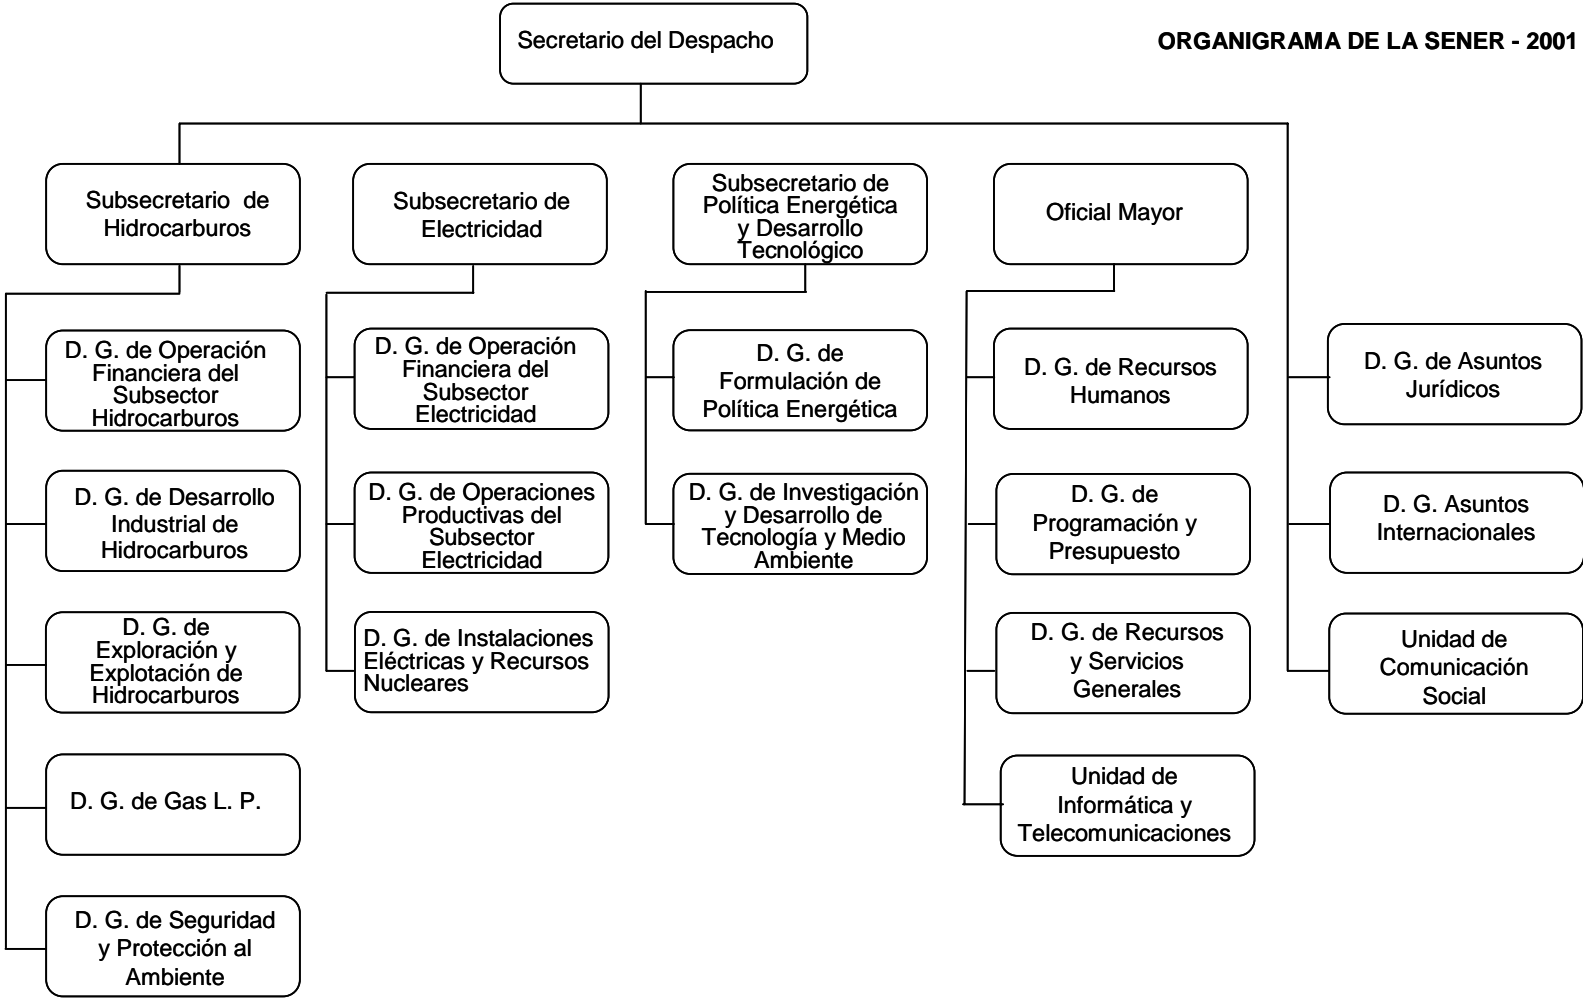 Secretario del Despacho
ORGANIGRAMA DE LA SENER - 2001
Subsecretario de
Hidrocarburos
Subsecretario de
Electricidad
Subsecretario de
Política Energética
y Desarrollo
Tecnológico
Oficial Mayor
D. G. de Operación
Financiera del
Subsector
Hidrocarburos
D. G. de Desarrollo
Industrial de
Hidrocarburos
D. G. de
Exploración y
Explotación de
Hidrocarburos
D. G. de Gas L. P.
D. G. de Seguridad
y Protección al
Ambiente
D. G. de Operación
Financiera del
Subsector
Electricidad
D. G. de Operaciones
Productivas del
Subsector
Electricidad
D. G. de Instalaciones
Eléctricas y Recursos
Nucleares
D. G. de
Formulación de
Política Energética
D. G. de Investigación
y Desarrollo de
Tecnología y Medio
Ambiente
D. G. de Recursos
Humanos
D. G. de
Programación y
Presupuesto
D. G. de Recursos
y Servicios
Generales
Unidad de
Informática y
Telecomunicaciones
D. G. de Asuntos
Jurídicos
D. G. Asuntos
Internacionales
Unidad de
Comunicación
Social